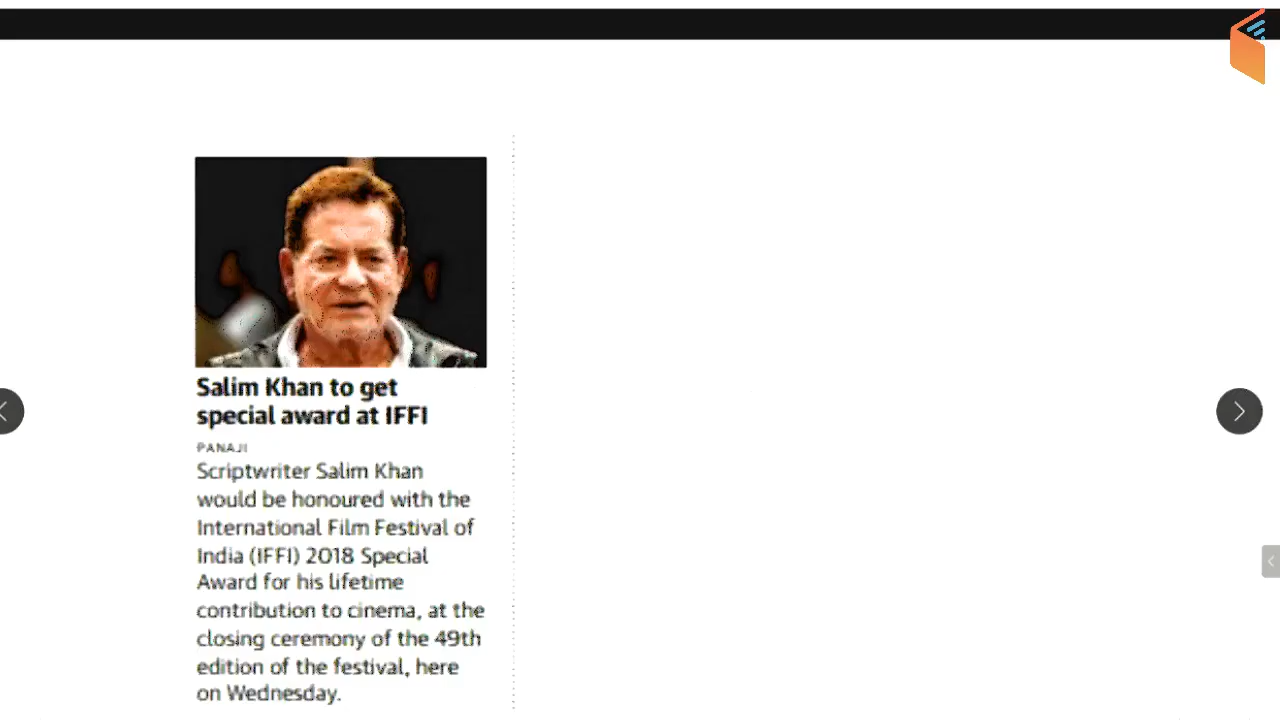 Salim Khan to get
special award at IFFI
PANAJI
Scriptwriter Salim Khan
would be honoured with the
International Film Festival of
India (IFFI) 2018 Special
Award for his lifetime
contribution to cinema, at the
closing ceremony of the 49th
edition of the festival, here
on Wednesday.